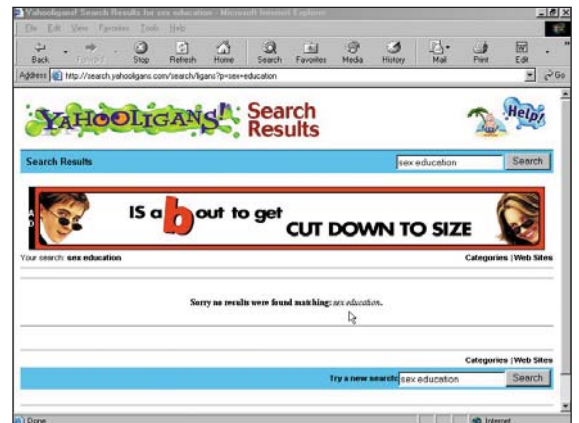 Yahooligans! Search Results for sex education - Microsoft Internet Explorer
File Edit View Favorites Tools Help
Back Forward Stop Refresh Home Search Favorites Media History Mail Print Edit
Address http://search.yahooligans.com/search/ligans?p=sex+education Go
YAHOOLIGANS! Search Results Help!
Search Results sex education Search
AD IS a b out to get CUT DOWN TO SIZE
Your search: sex education Categories | Web Sites
Sorry no results were found matching: sex education.
Categories | Web Sites
Try a new search: sex education Search
Done Internet